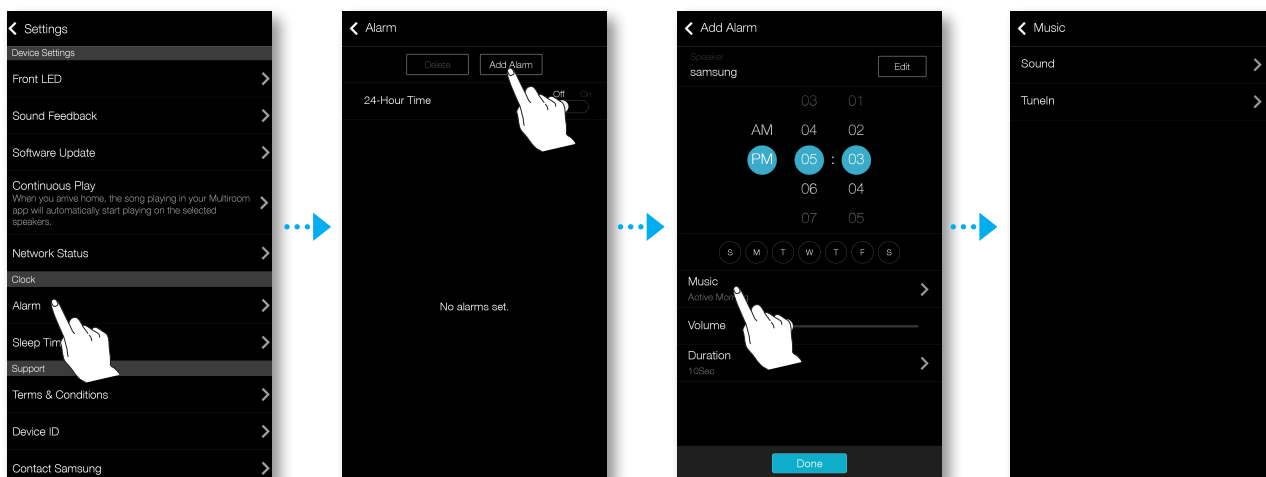 Settings
Device Settings
Front LED
Sound Feedback
Software Update
Continuous Play
When you arrive home, the song playing in your Multiroom
app will automatically start playing on the selected
speakers.
Network Status
Clock
Alarm
Sleep Tim
Support
Terms & Conditions
Device ID
Contact Samsung
Alarm
Delete Add Alarm
24-Hour Time Off On
No alarms set.
Add Alarm
Speaker
samsung Edit
03 01
AM 04 02
PM 05 : 03
06 04
07 05
S M T W T F S
Music
Active Morning
Volume
Duration
10Sec
Done
Music
Sound
TuneIn